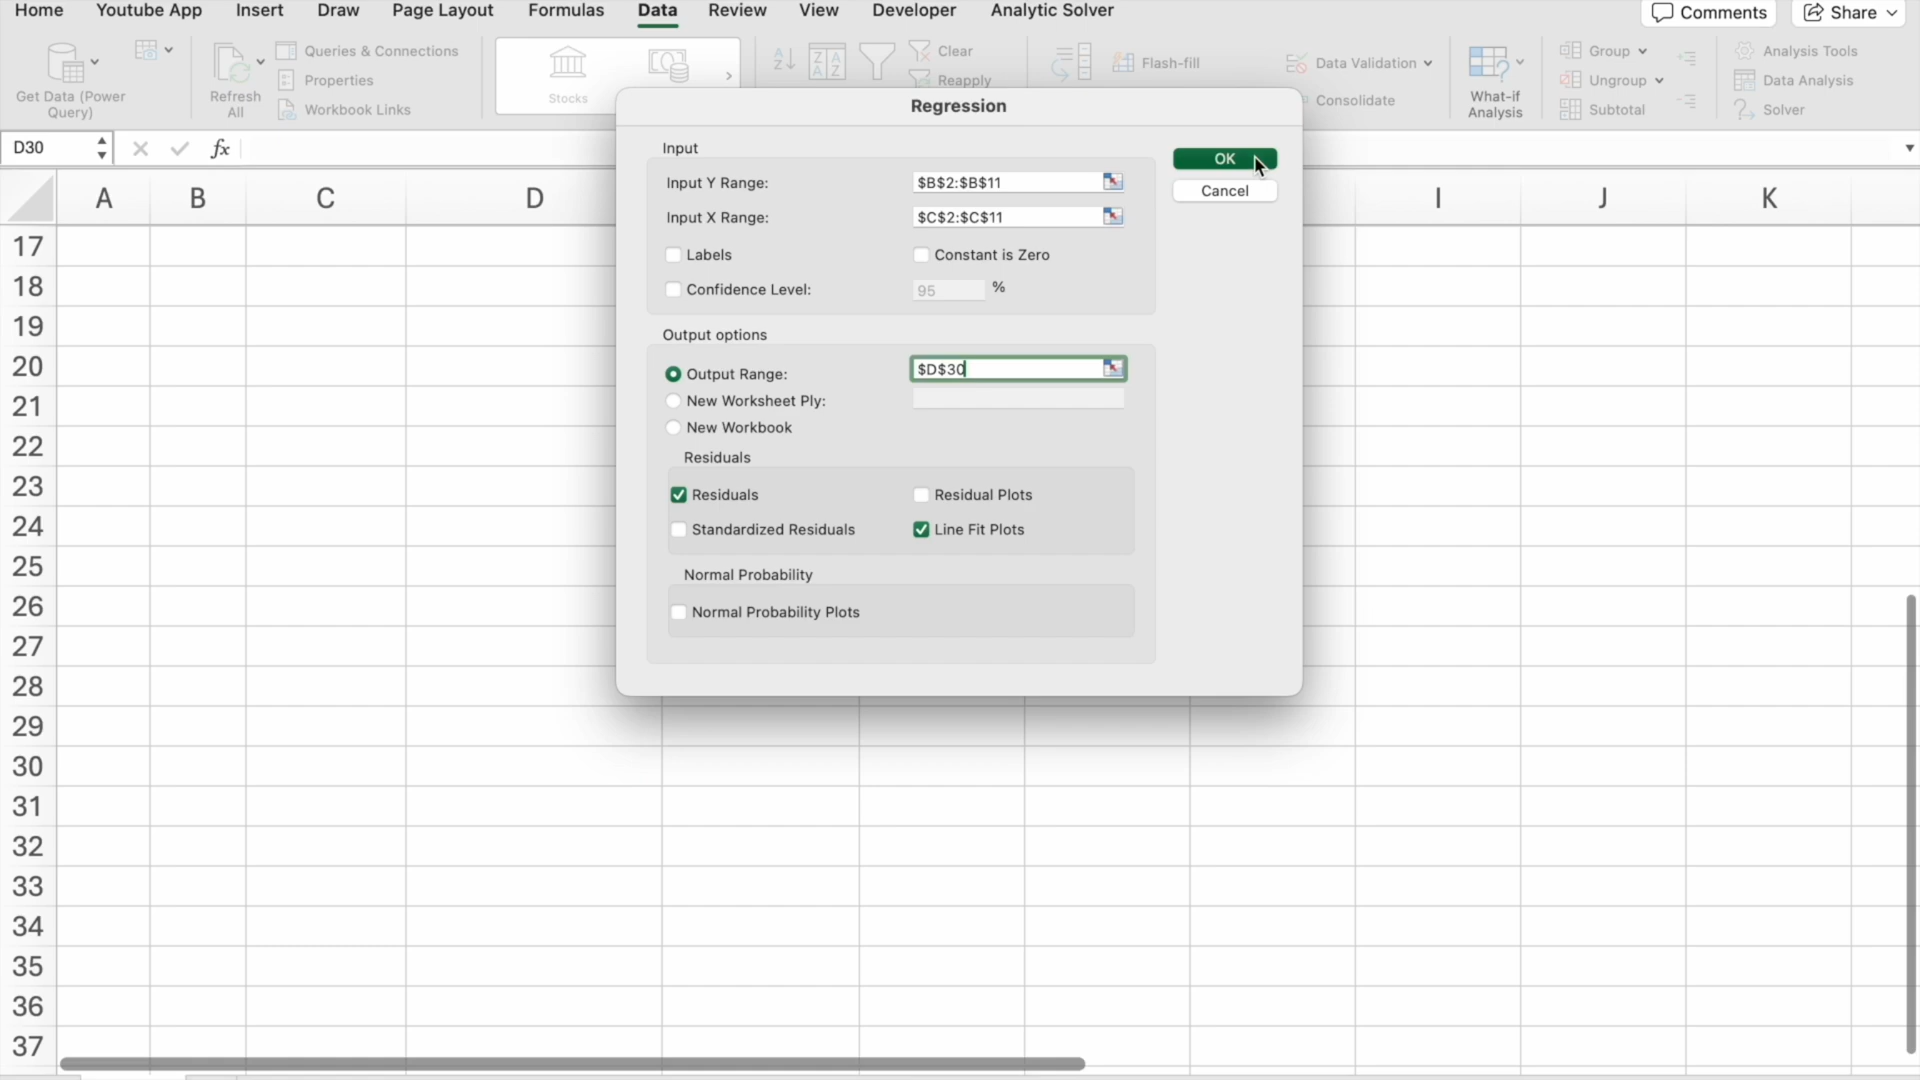 Home Youtube App Insert Draw Page Layout Formulas Data Review View Developer Analytic Solver Comments Share
Get Data (Power Query)
Refresh All
Queries & Connections
Properties
Workbook Links
Stocks
Clear
Reapply
Flash-fill
Data Validation
Consolidate
What-if Analysis
Group
Ungroup
Subtotal
Analysis Tools
Data Analysis
Solver
D30 fx
A B C D I J K
Regression
Input
Input Y Range: $B$2:$B$11
Input X Range: $C$2:$C$11
Labels Constant is Zero
Confidence Level: 95 %
OK
Cancel
Output options
Output Range: $D$30
New Worksheet Ply:
New Workbook
Residuals
Residuals Residual Plots
Standardized Residuals Line Fit Plots
Normal Probability
Normal Probability Plots
17
18
19
20
21
22
23
24
25
26
27
28
29
30
31
32
33
34
35
36
37